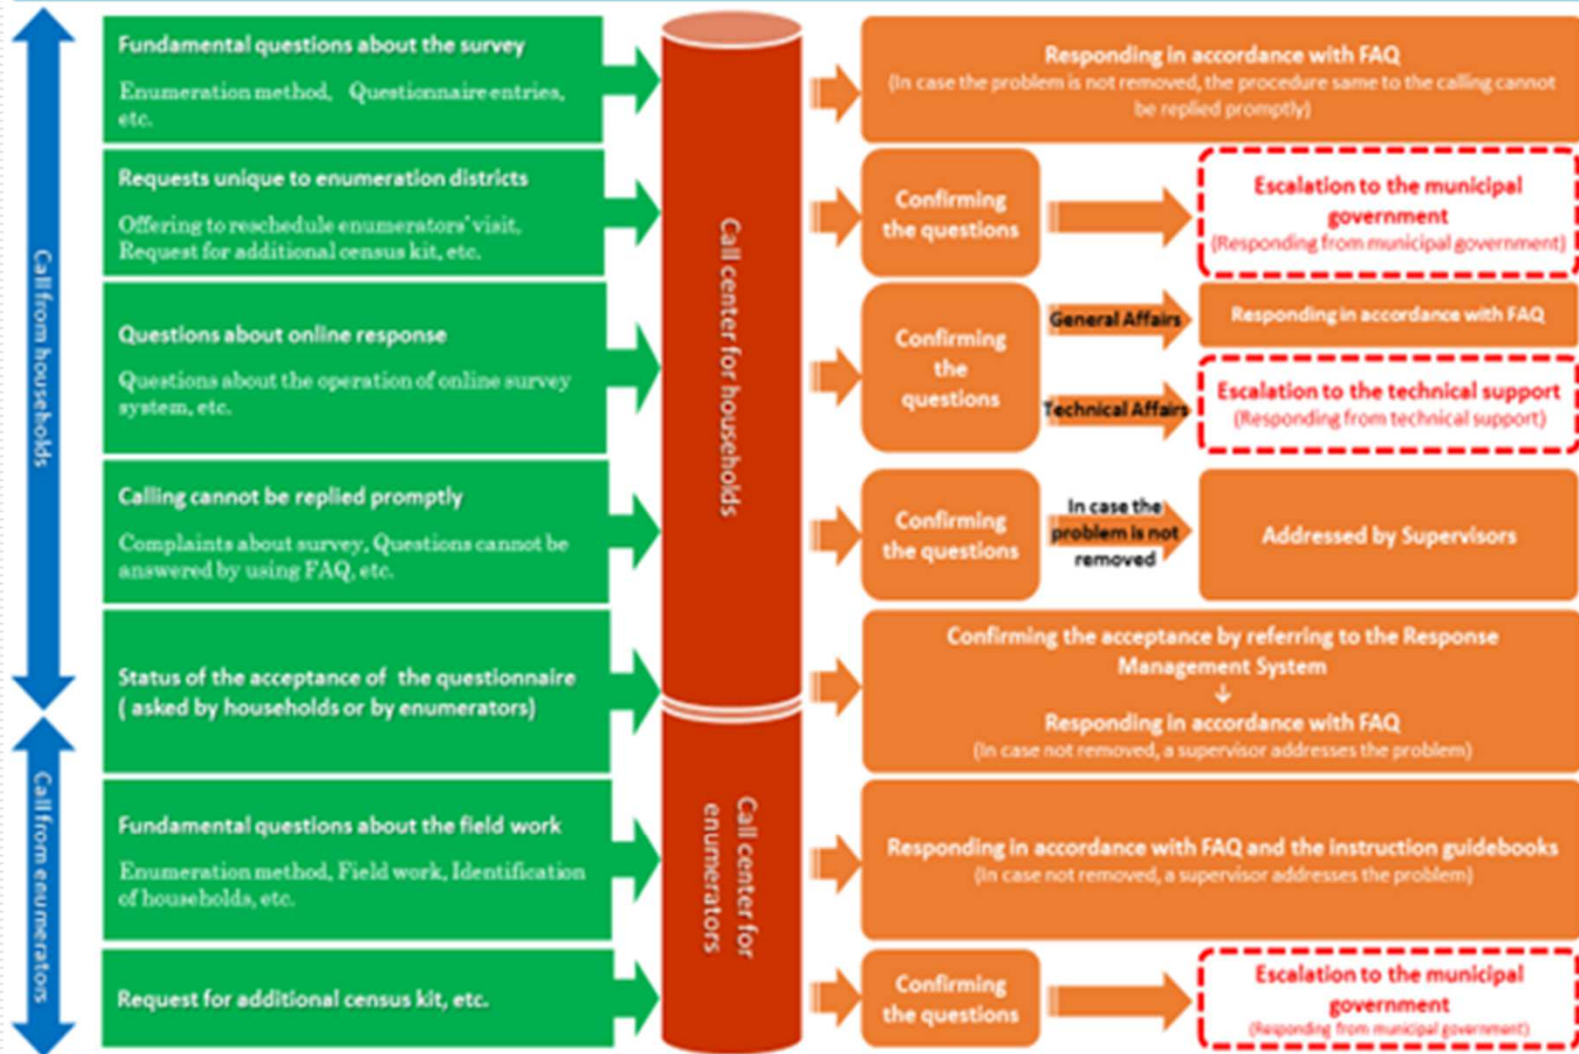 Call from households
Fundamental questions about the survey
Enumeration method,   Questionnaire entries,
etc.
Requests unique to enumeration districts
Offering to reschedule enumerators' visit,
Request for additional census kit, etc.
Questions about online response
Questions about the operation of online survey
system, etc.
Calling cannot be replied promptly
Complaints about survey, Questions cannot be
answered by using FAQ, etc.
Status of the acceptance of  the questionnaire
( asked by households or by enumerators)
Call from enumerators
Fundamental questions about the field work
Enumeration method, Field work, Identification
of households, etc.
Request for additional census kit, etc.
Call center for households
Call center for
enumerators
Responding in accordance with FAQ
(In case the problem is not removed, the procedure same to the calling cannot
be replied promptly)
Confirming
the questions
Escalation to the municipal
government
(Responding from municipal government)
Confirming
the
questions
General Affairs
Responding in accordance with FAQ
Technical Affairs
Escalation to the technical support
(Responding from technical support)
Confirming
the questions
In case the
problem is not
removed
Addressed by Supervisors
Confirming the acceptance by referring to the Response
Management System
↓
Responding in accordance with FAQ
(In case not removed, a supervisor addresses the problem)
Responding in accordance with FAQ and the instruction guidebooks
(In case not removed, a supervisor addresses the problem)
Confirming
the questions
Escalation to the municipal
government
(Responding from municipal government)